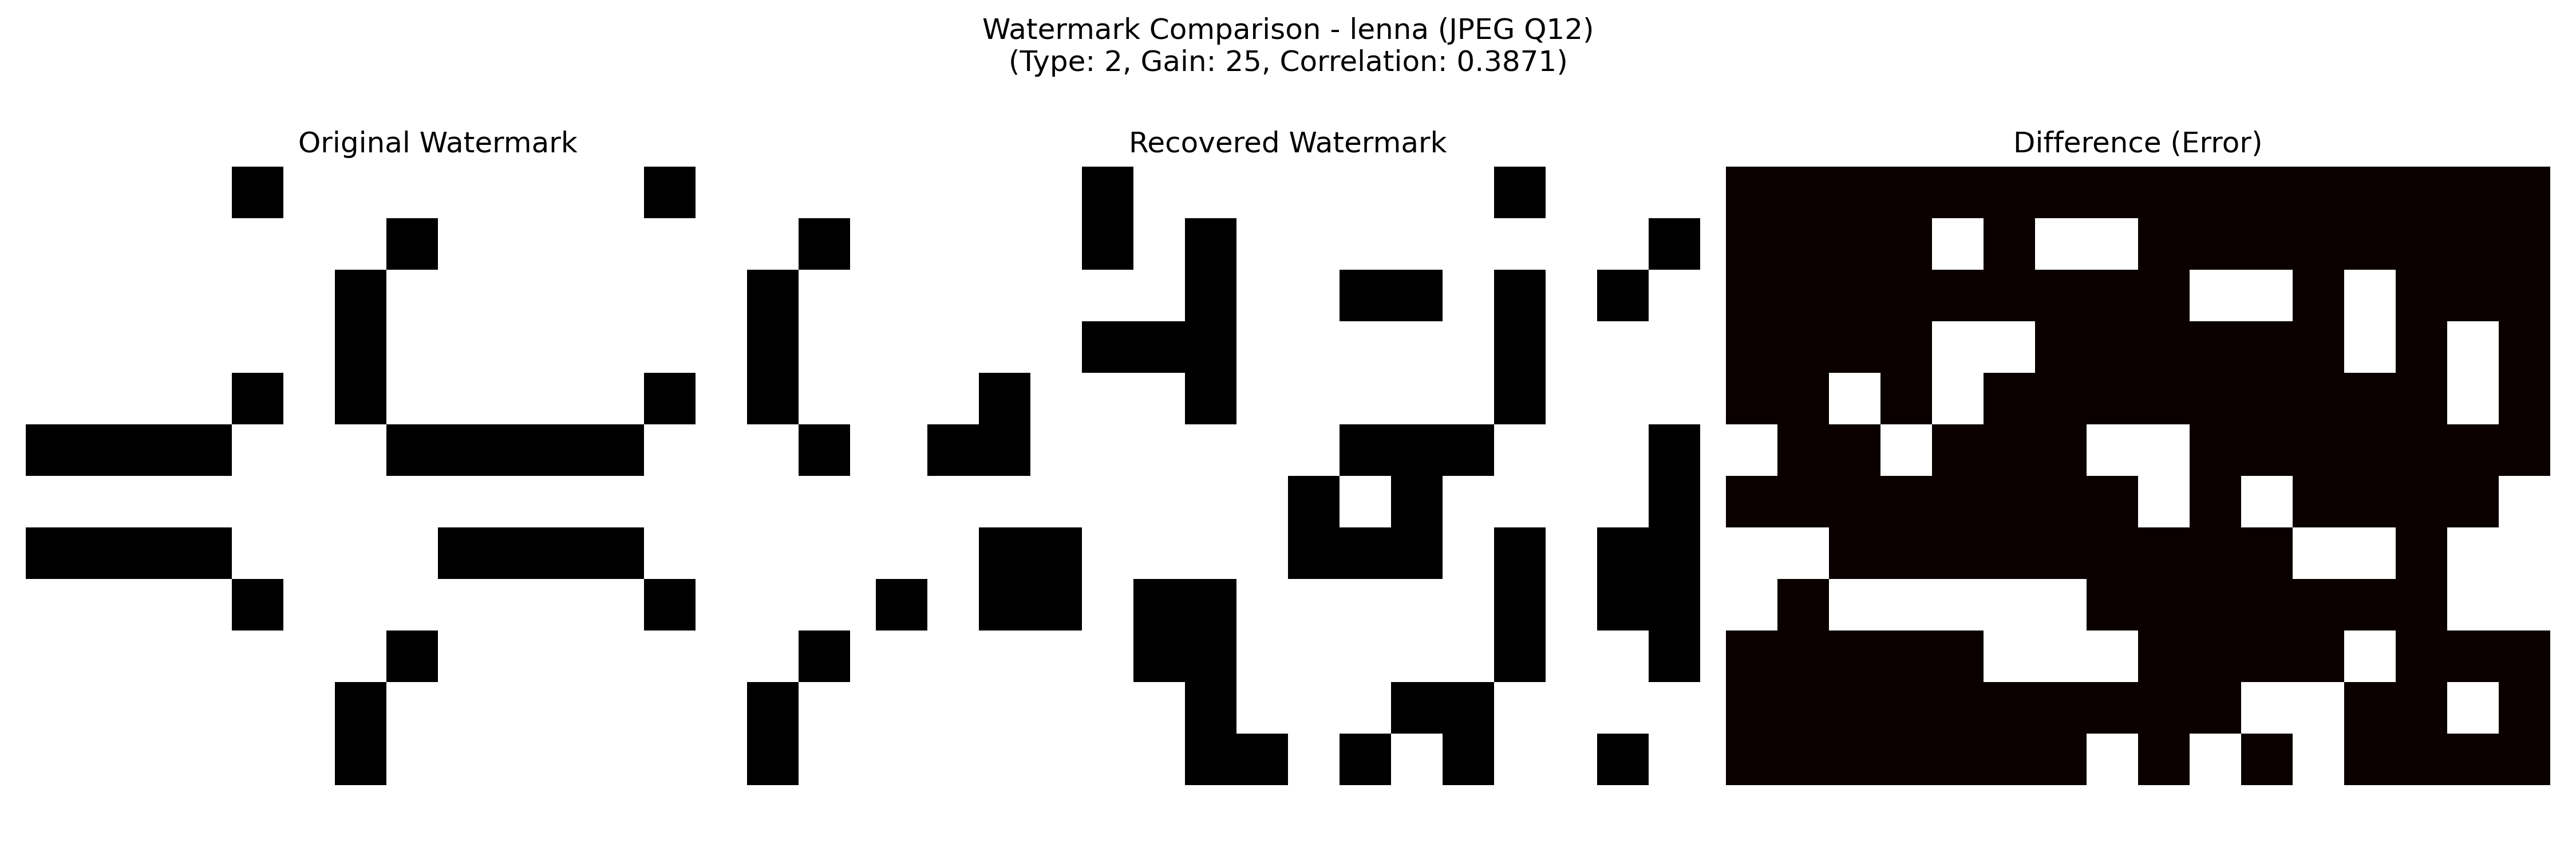 Watermark Comparison - lenna (JPEG Q12)
(Type: 2, Gain: 25, Correlation: 0.3871)
Original Watermark
Recovered Watermark
Difference (Error)